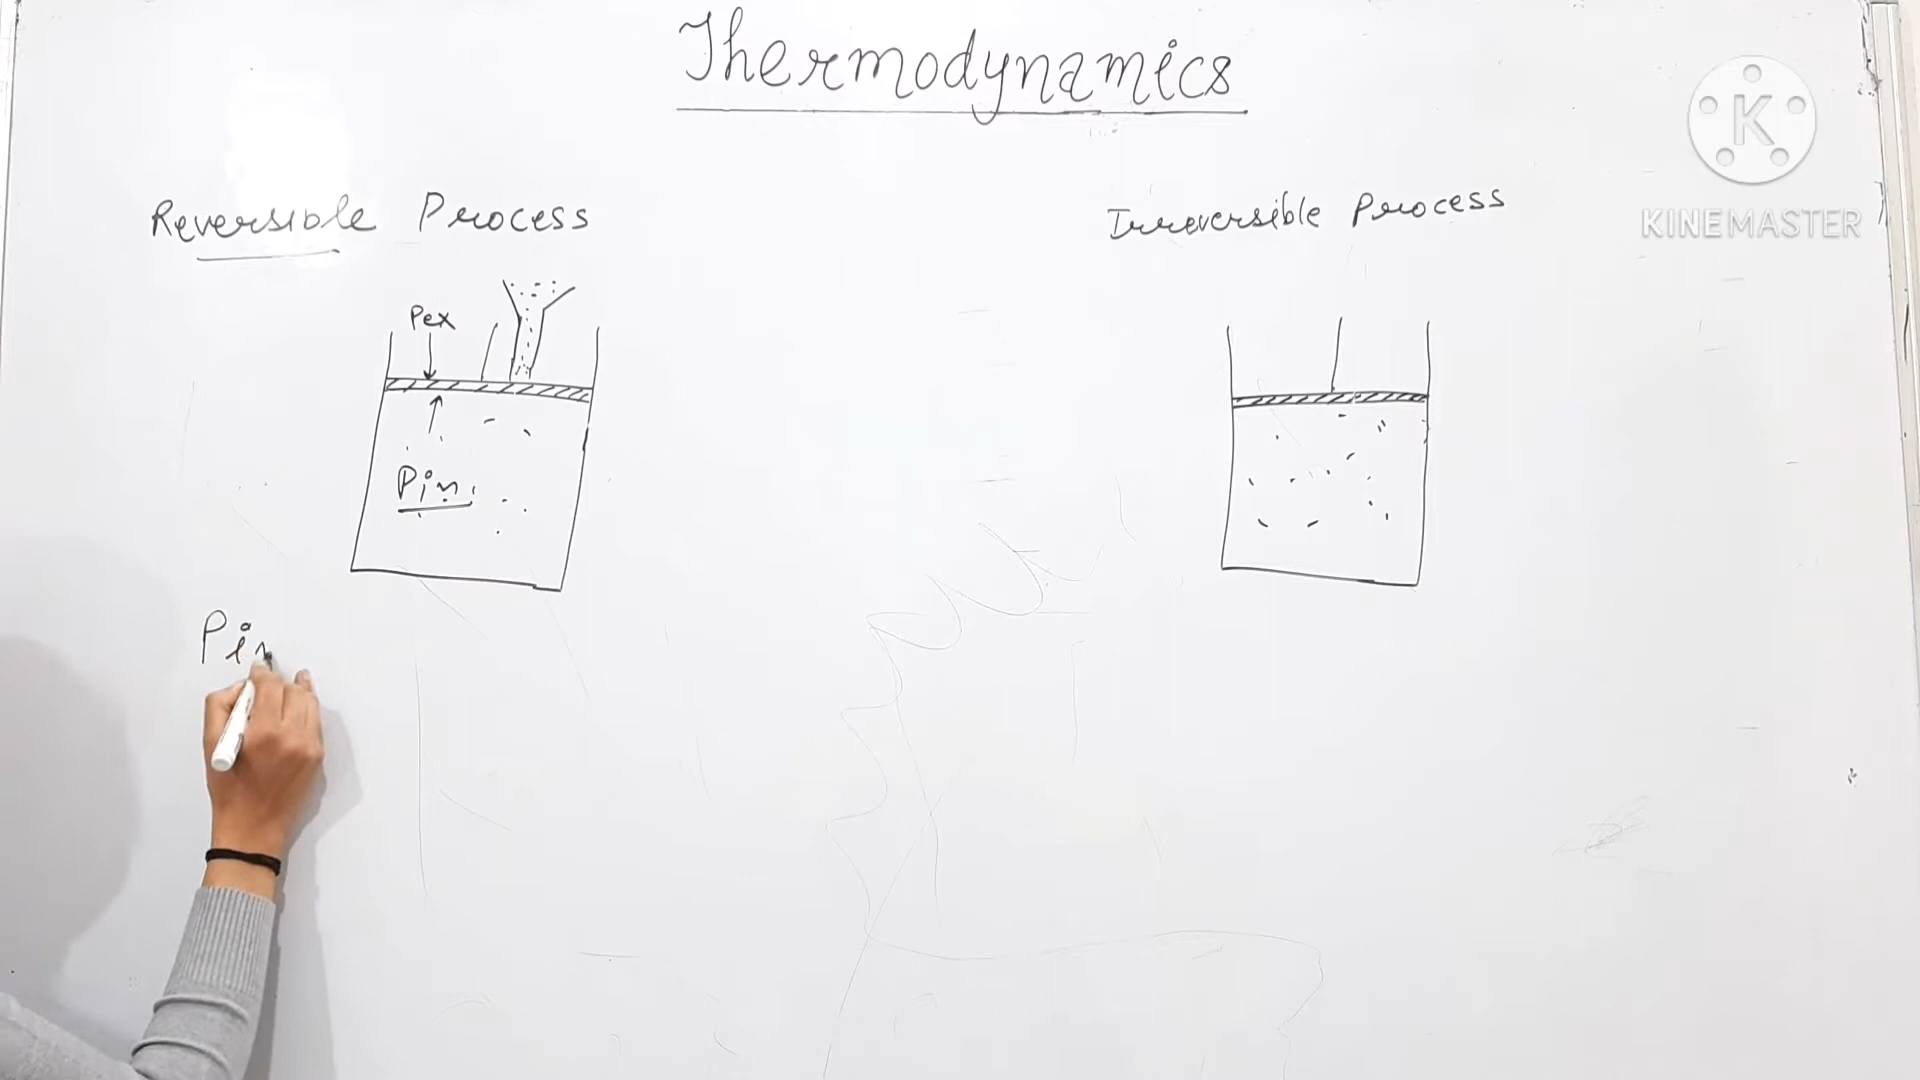 Thermodynamics
K
KINEMASTER
Reversible Process
Irreversible Process
Pex
Pin
Pin